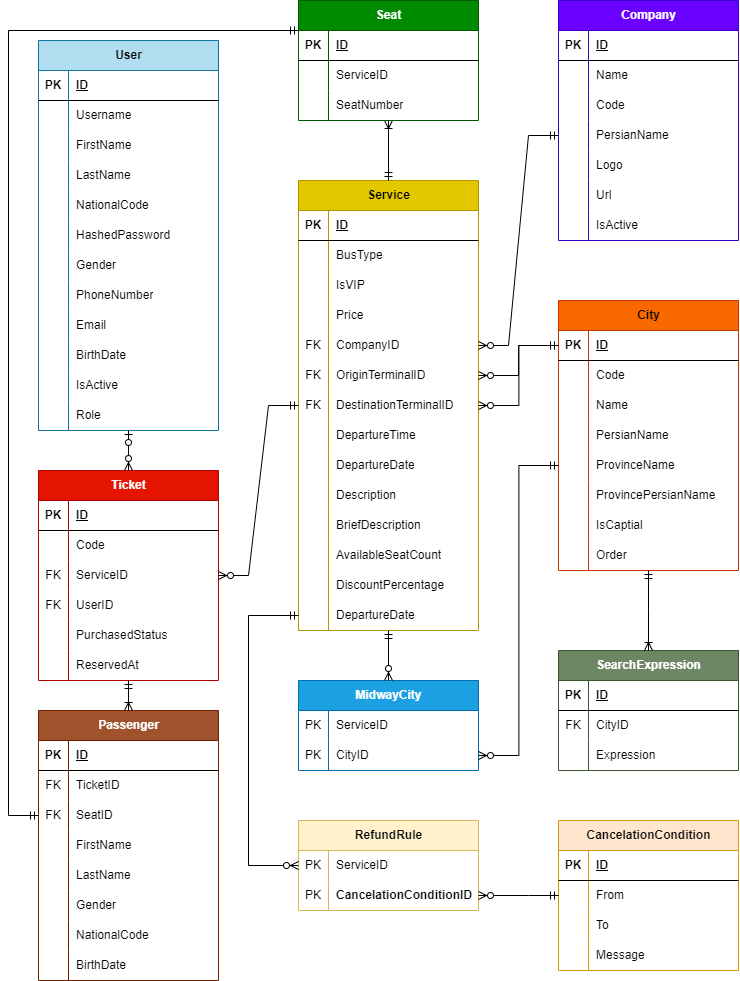 Seat
PK ID
ServiceID
SeatNumber
Company
PK ID
Name
Code
PersianName
Logo
Url
IsActive
User
PK ID
Username
FirstName
LastName
NationalCode
HashedPassword
Gender
PhoneNumber
Email
BirthDate
IsActive
Role
Service
PK ID
BusType
IsVIP
Price
FK CompanyID
FK OriginTerminalID
FK DestinationTerminalID
DepartureTime
DepartureDate
Description
BriefDescription
AvailableSeatCount
DiscountPercentage
DepartureDate
City
PK ID
Code
Name
PersianName
ProvinceName
ProvincePersianName
IsCaptial
Order
Ticket
PK ID
Code
FK ServiceID
FK UserID
PurchasedStatus
ReservedAt
MidwayCity
PK ServiceID
PK CityID
SearchExpression
PK ID
FK CityID
Expression
Passenger
PK ID
FK TicketID
FK SeatID
FirstName
LastName
Gender
NationalCode
BirthDate
RefundRule
PK ServiceID
PK CancelationConditionID
CancelationCondition
PK ID
From
To
Message